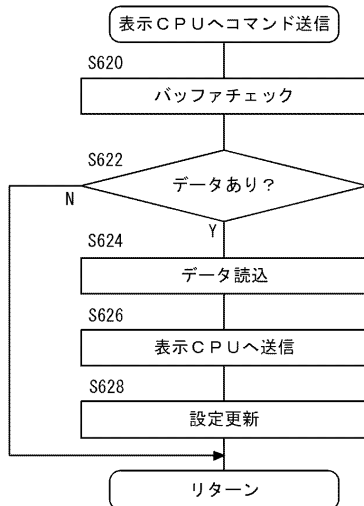 表示CPUへコマンド送信
S620
バッファチェック
S622
データあり？
N
Y
S624
データ読込
S626
表示CPUへ送信
S628
設定更新
リターン